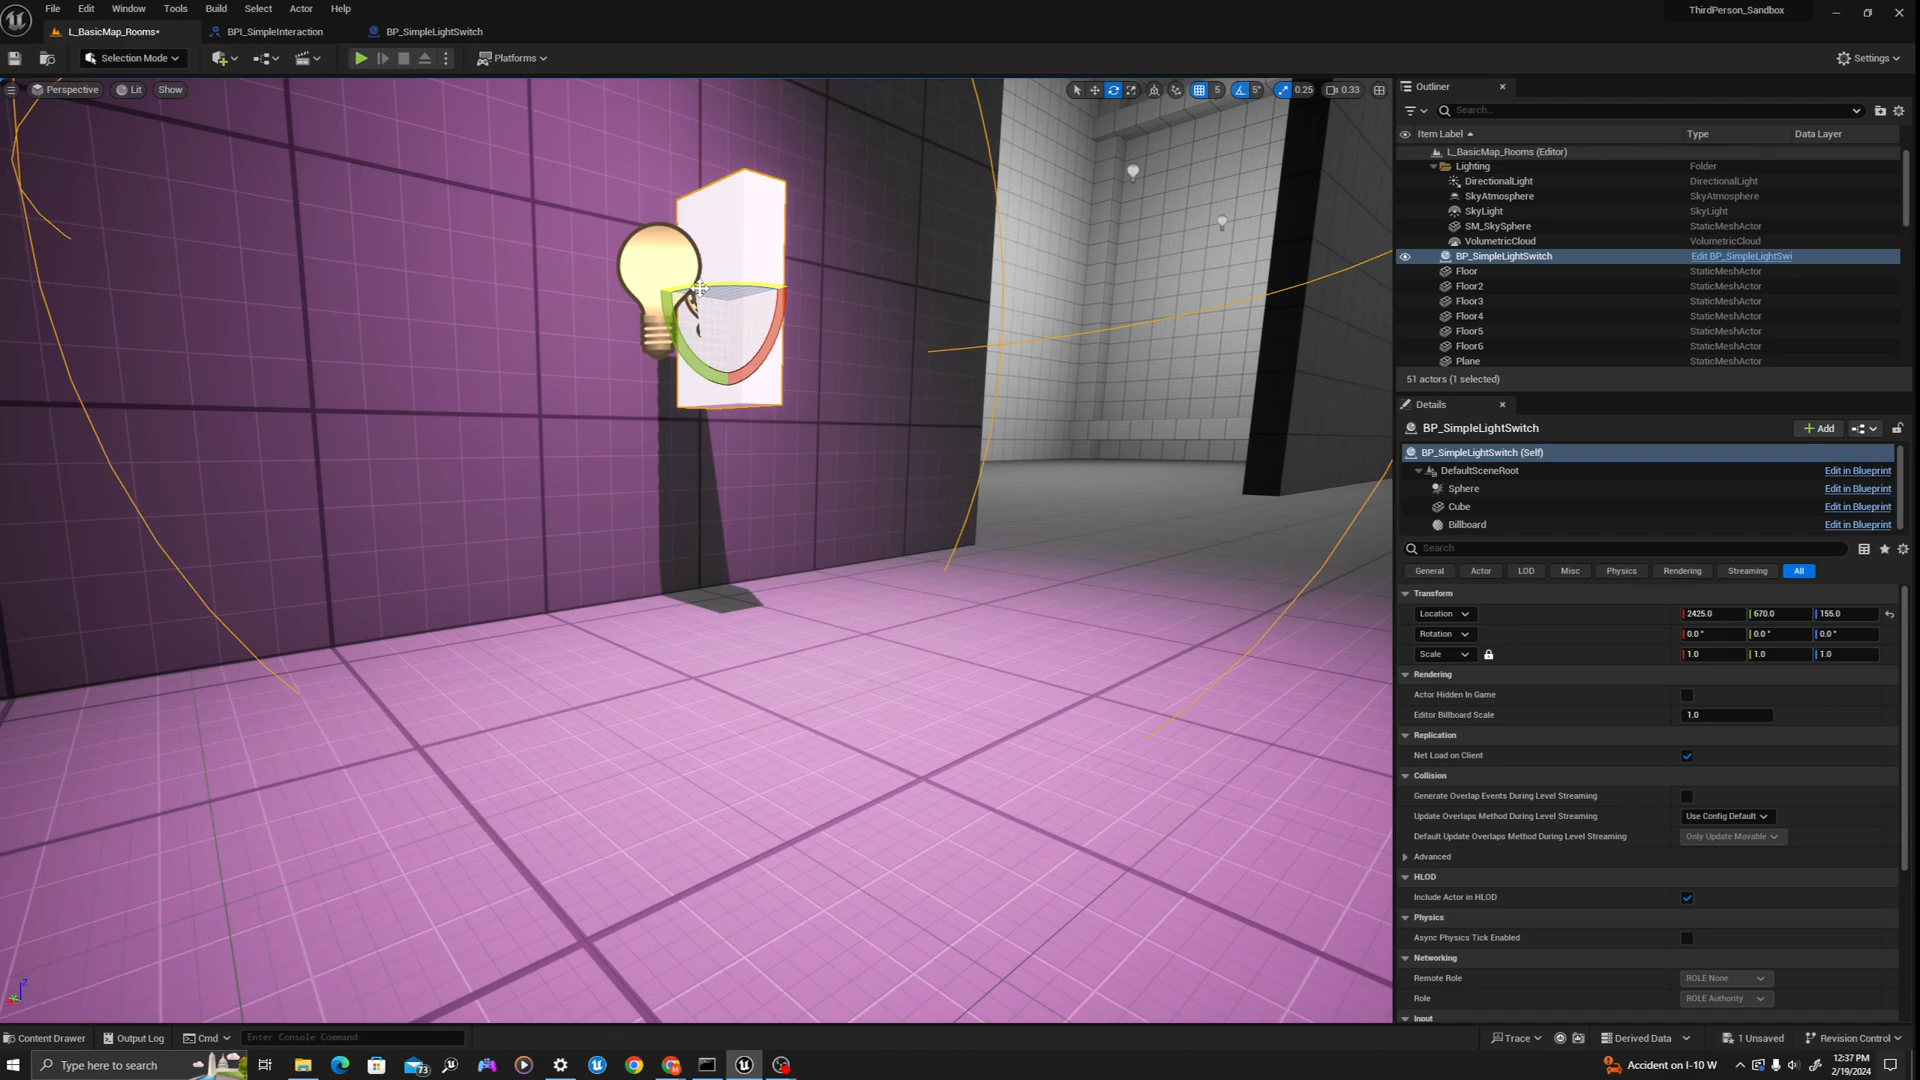 File Edit Window Tools Build Select Actor Help
ThirdPerson_Sandbox
L_BasicMap_Rooms* BPI_SimpleInteraction BP_SimpleLightSwitch
Selection Mode Platforms Settings
Perspective Lit Show 5 5° 0.25 0.33
Outliner
Search...
Item Label Type Data Layer
L_BasicMap_Rooms (Editor)
Lighting Folder
DirectionalLight DirectionalLight
SkyAtmosphere SkyAtmosphere
SkyLight SkyLight
SM_SkySphere StaticMeshActor
VolumetricCloud VolumetricCloud
BP_SimpleLightSwitch Edit BP_SimpleLightSwi
Floor StaticMeshActor
Floor2 StaticMeshActor
Floor3 StaticMeshActor
Floor4 StaticMeshActor
Floor5 StaticMeshActor
Floor6 StaticMeshActor
Plane StaticMeshActor
51 actors (1 selected)
Details
BP_SimpleLightSwitch
Add
BP_SimpleLightSwitch (Self)
DefaultSceneRoot Edit in Blueprint
Sphere Edit in Blueprint
Cube Edit in Blueprint
Billboard Edit in Blueprint
Search
General Actor LOD Misc Physics Rendering Streaming All
Transform
Location 2425.0 670.0 155.0
Rotation 0.0 ° 0.0 ° 0.0 °
Scale 1.0 1.0 1.0
Rendering
Actor Hidden In Game
Editor Billboard Scale 1.0
Replication
Net Load on Client
Collision
Generate Overlap Events During Level Streaming
Update Overlaps Method During Level Streaming Use Config Default
Default Update Overlaps Method During Level Streaming Only Update Movable
Advanced
HLOD
Include Actor in HLOD
Physics
Async Physics Tick Enabled
Networking
Remote Role ROLE None
Role ROLE Authority
Input
Z
Content Drawer Output Log Cmd Enter Console Command
Trace Derived Data 1 Unsaved Revision Control
Type here to search
73
Accident on I-10 W
12:37 PM
2/19/2024